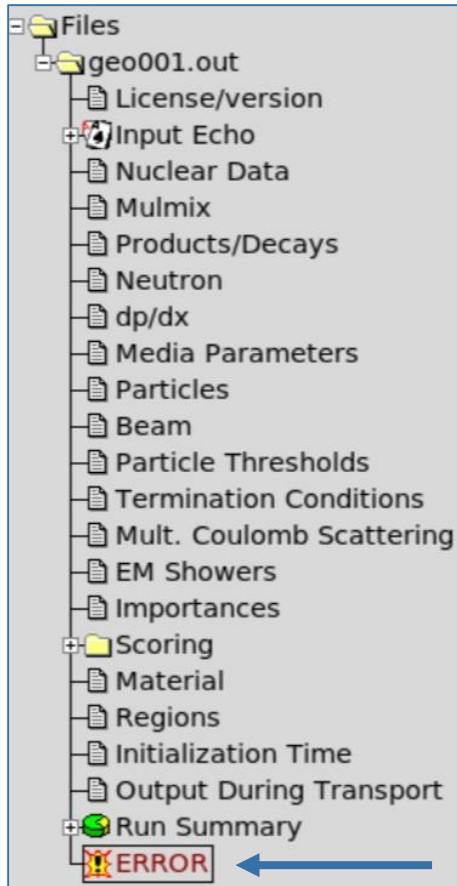 Files
geo001.out
License/version
Input Echo
Nuclear Data
Mulmix
Products/Decays
Neutron
dp/dx
Media Parameters
Particles
Beam
Particle Thresholds
Termination Conditions
Mult. Coulomb Scattering
EM Showers
Importances
Scoring
Material
Regions
Initialization Time
Output During Transport
Run Summary
ERROR